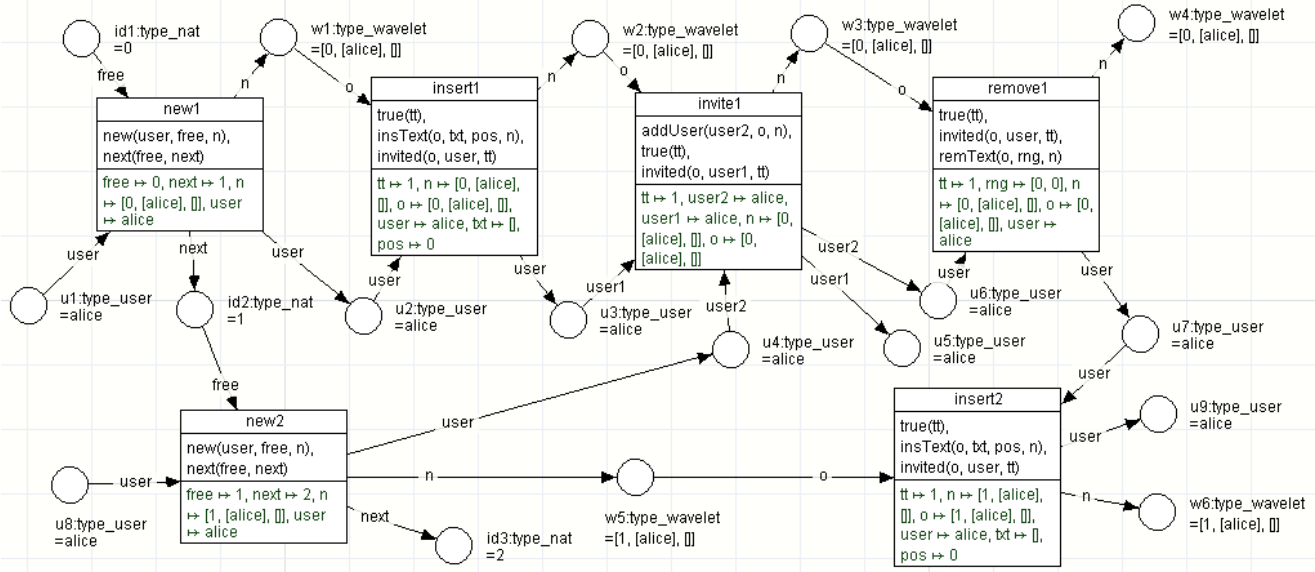 id1:type_nat
=0
w1:type_wavelet
=[0, [alice], []]
w2:type_wavelet
=[0, [alice], []]
w3:type_wavelet
=[0, [alice], []]
w4:type_wavelet
=[0, [alice], []]
free
n
o
n
o
n
o
n
new1
new(user, free, n),
next(free, next)
free ↦ 0, next ↦ 1, n
↦ [0, [alice], []], user
↦ alice
insert1
true(tt),
insText(o, txt, pos, n),
invited(o, user, tt)
tt ↦ 1, n ↦ [0, [alice],
[]], o ↦ [0, [alice], []],
user ↦ alice, txt ↦ [],
pos ↦ 0
invite1
addUser(user2, o, n),
true(tt),
invited(o, user1, tt)
tt ↦ 1, user2 ↦ alice,
user1 ↦ alice, n ↦ [0,
[alice], []], o ↦ [0,
[alice], []]
remove1
true(tt),
invited(o, user, tt),
remText(o, rng, n)
tt ↦ 1, rng ↦ [0, 0], n
↦ [0, [alice], []], o ↦ [0,
[alice], []], user ↦
alice
user
next
user
user
user
user1
user2
user2
user1
user
user
u1:type_user
=alice
id2:type_nat
=1
u2:type_user
=alice
u3:type_user
=alice
u4:type_user
=alice
u5:type_user
=alice
u6:type_user
=alice
u7:type_user
=alice
free
user
user
new2
new(user, free, n),
next(free, next)
free ↦ 1, next ↦ 2, n
↦ [1, [alice], []], user
↦ alice
insert2
true(tt),
insText(o, txt, pos, n),
invited(o, user, tt)
tt ↦ 1, n ↦ [1, [alice],
[]], o ↦ [1, [alice], []],
user ↦ alice, txt ↦ [],
pos ↦ 0
user
n
o
user
n
next
u8:type_user
=alice
id3:type_nat
=2
w5:type_wavelet
=[1, [alice], []]
u9:type_user
=alice
w6:type_wavelet
=[1, [alice], []]